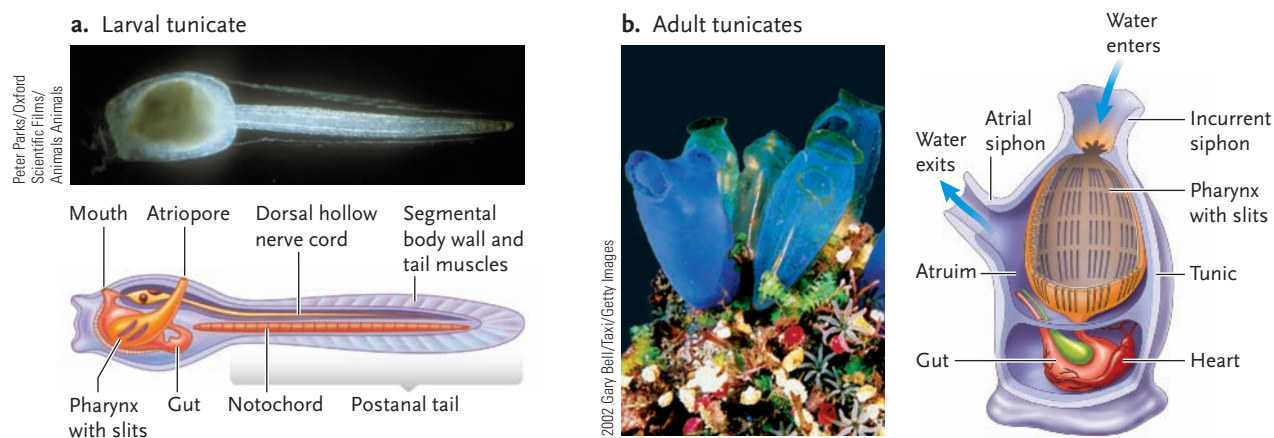 a. Larval tunicate
Peter Parks/Oxford
Scientific Films/
Animals Animals
Mouth
Atriopore
Dorsal hollow
nerve cord
Segmental
body wall and
tail muscles
Pharynx
with slits
Gut
Notochord
Postanal tail
b. Adult tunicates
2002 Gary Bell/Taxi/Getty Images
Water
enters
Atrial
siphon
Water
exits
Incurrent
siphon
Pharynx
with slits
Atruim
Tunic
Gut
Heart